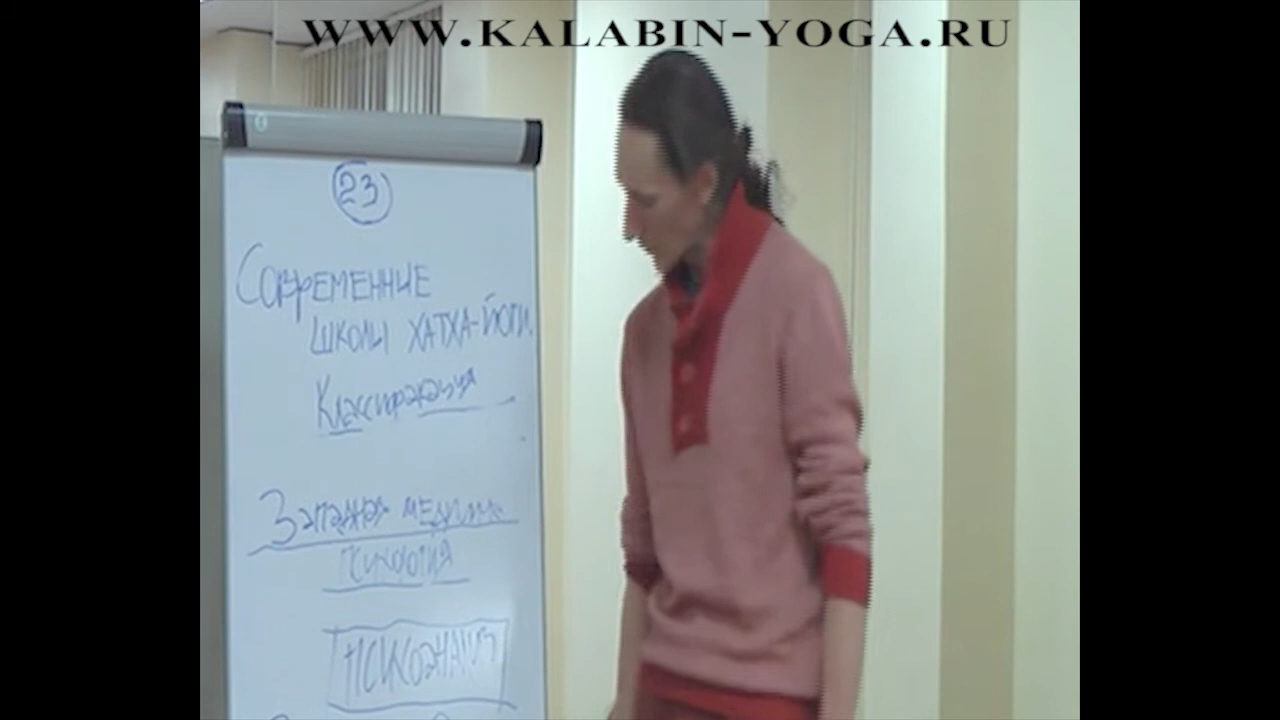 WWW.KALABIN-YOGA.RU
23
СОВРЕМЕННЫЕ
ШКОЛЫ ХАТХА-ЙОГИ.
Классификация
Западная медицина
психология
ПСИХОАНАЛИЗ